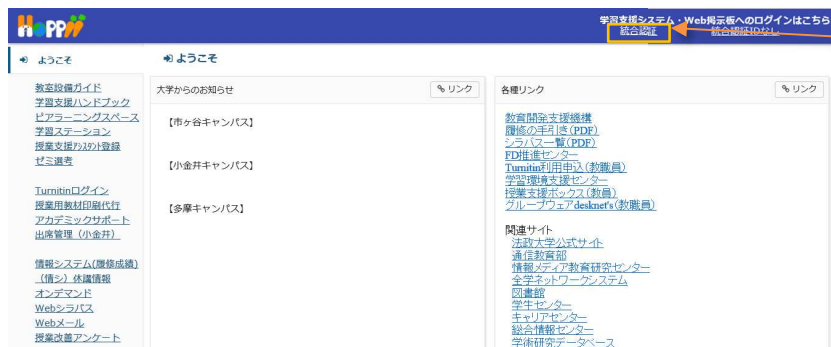 HoPPii
学習支援システム・Web掲示板へのログインはこちら
統合認証
統合認証IDなし
ようこそ
ようこそ
教室設備ガイド
学習支援ハンドブック
ピアラーニングスペース
学習ステーション
授業支援アシスタント登録
ゼミ選考
Turnitinログイン
授業用教材印刷代行
アカデミックサポート
出席管理（小金井）
情報システム(履修成績)
（情シ）休講情報
オンデマンド
Webシラバス
Webメール
授業改善アンケート
大学からのお知らせ
リンク
【市ヶ谷キャンパス】
【小金井キャンパス】
【多摩キャンパス】
各種リンク
リンク
教育開発支援機構
履修の手引き(PDF)
シラバス一覧(PDF)
FD推進センター
Turnitin利用申込(教職員)
学習環境支援センター
授業支援ボックス(教員)
グループウェアdesknet's(教職員)
関連サイト
法政大学公式サイト
通信教育部
情報メディア教育研究センター
全学ネットワークシステム
図書館
学生センター
キャリアセンター
総合情報センター
学術研究データベース